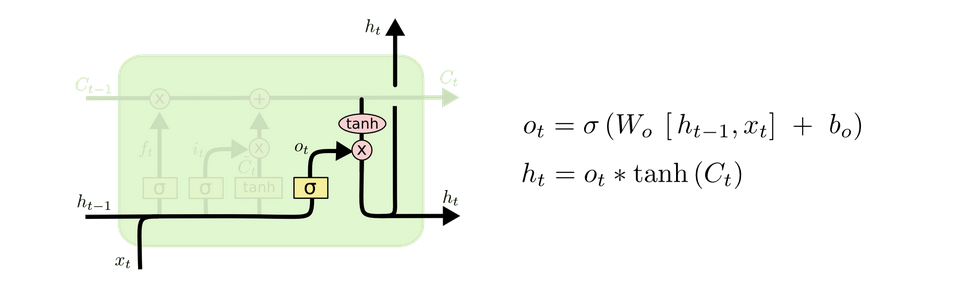 h_t
C_{t-1}
C_t
x
+
tanh
f_t
i_t
o_t
x
x
C̃_t
σ
σ
tanh
σ
h_{t-1}
h_t
x_t
o_t = σ (W_o [h_{t-1}, x_t] + b_o)
h_t = o_t * tanh (C_t)